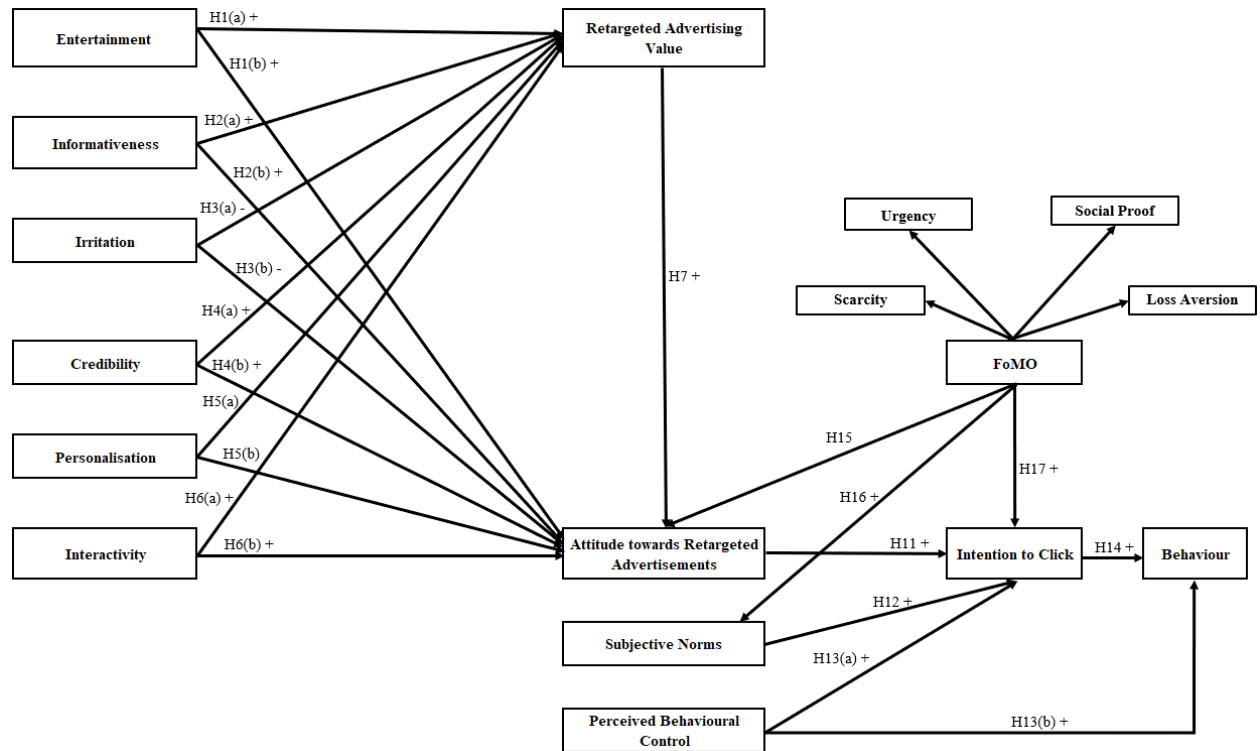 H1(a) +
Entertainment
Retargeted Advertising
Value
H1(b) +
H2(a) +
Informativeness
H2(b) +
H3(a) -
Irritation
H3(b) -
H7 +
Urgency
Social Proof
Scarcity
Loss Aversion
H4(a) +
Credibility
H4(b) +
FoMO
H5(a)
Personalisation
H5(b)
H15
H17 +
H6(a) +
H16 +
Interactivity
H6(b) +
Attitude towards Retargeted
Advertisements
H11 +
Intention to Click
H14 +
Behaviour
H12 +
Subjective Norms
H13(a) +
Perceived Behavioural
Control
H13(b) +